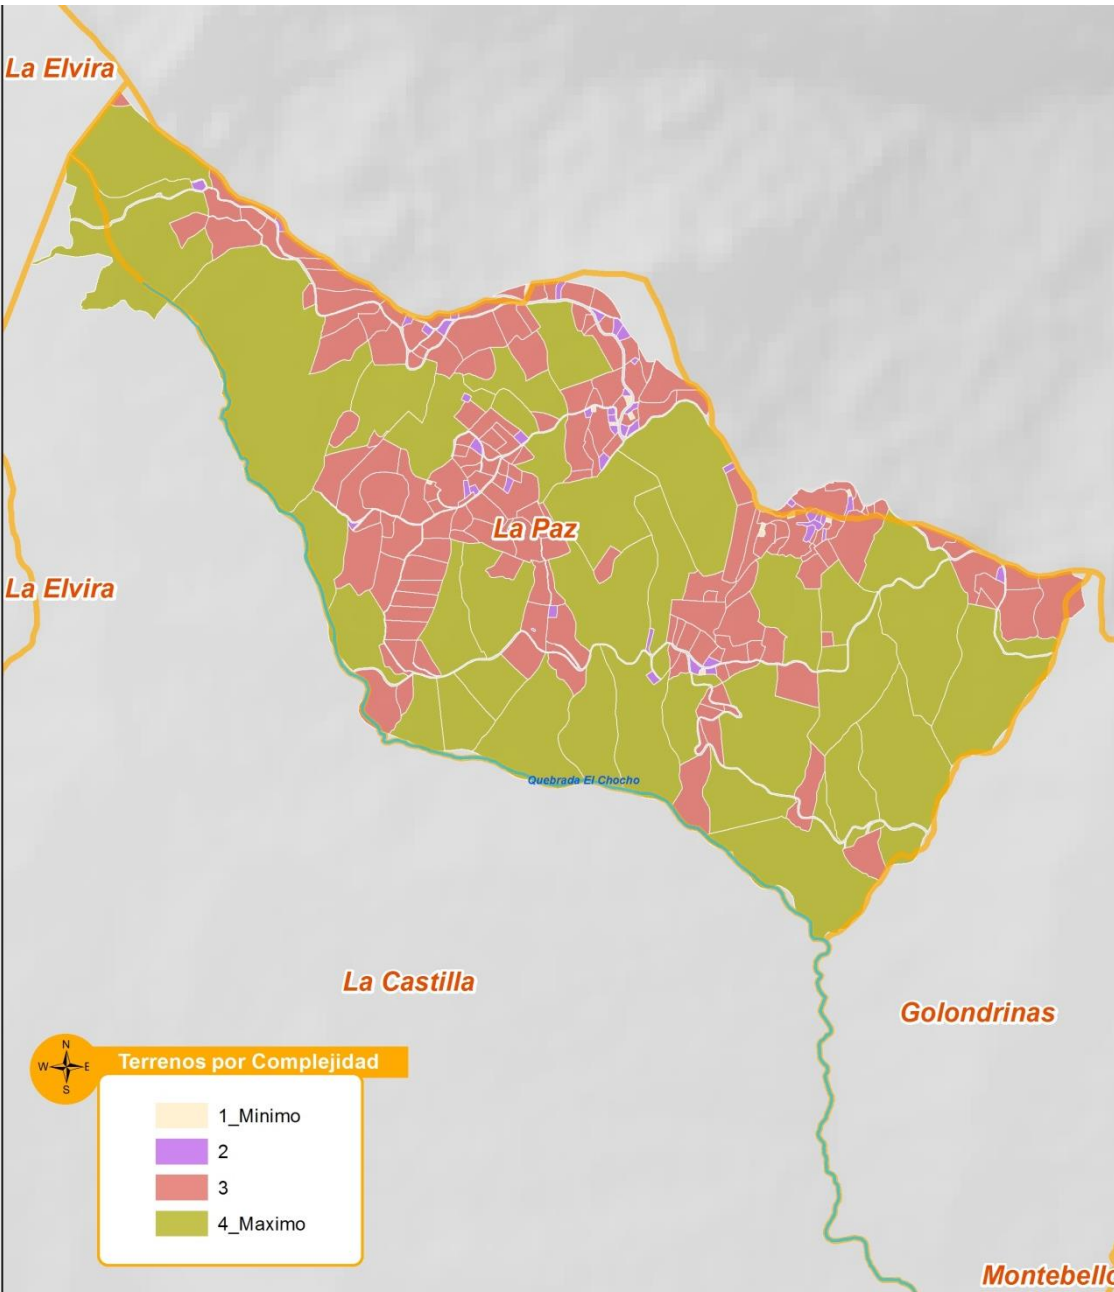 La Elvira
La Paz
La Elvira
Quebrada El Chocho
La Castilla
Golondrinas
N
W E
S
Terrenos por Complejidad
1_Minimo
2
3
4_Maximo
Montebello